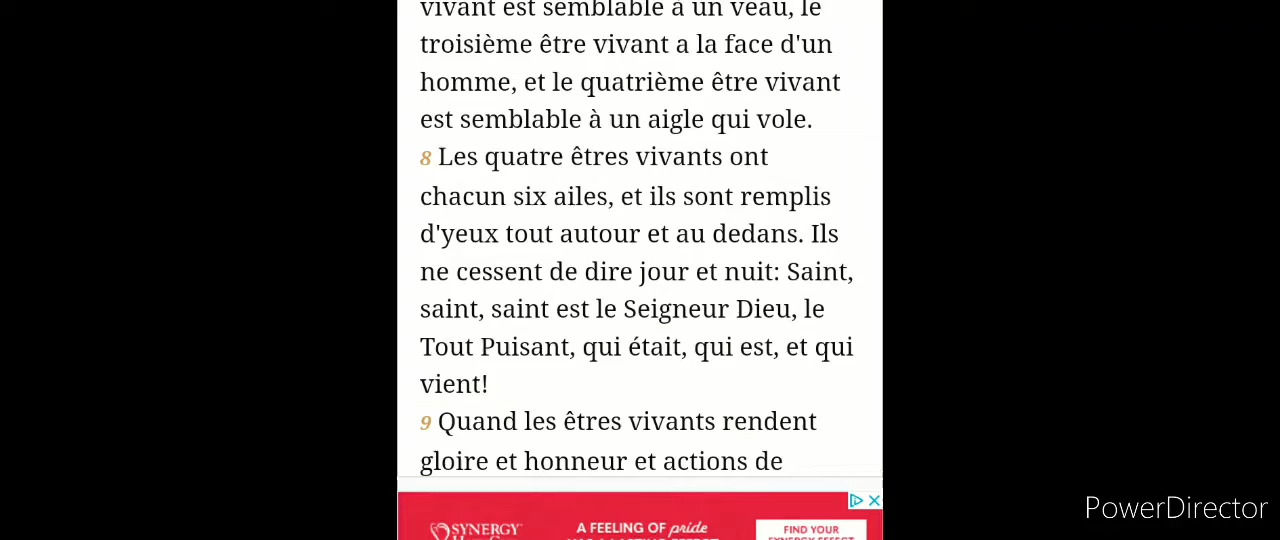 vivant est semblable à un veau, le
troisième être vivant a la face d'un
homme, et le quatrième être vivant
est semblable à un aigle qui vole.
8 Les quatre êtres vivants ont
chacun six ailes, et ils sont remplis
d'yeux tout autour et au dedans. Ils
ne cessent de dire jour et nuit: Saint,
saint, saint est le Seigneur Dieu, le
Tout Puisant, qui était, qui est, et qui
vient!
9 Quand les êtres vivants rendent
gloire et honneur et actions de
PowerDirector
SYNERGY
A FEELING OF pride
FIND YOUR